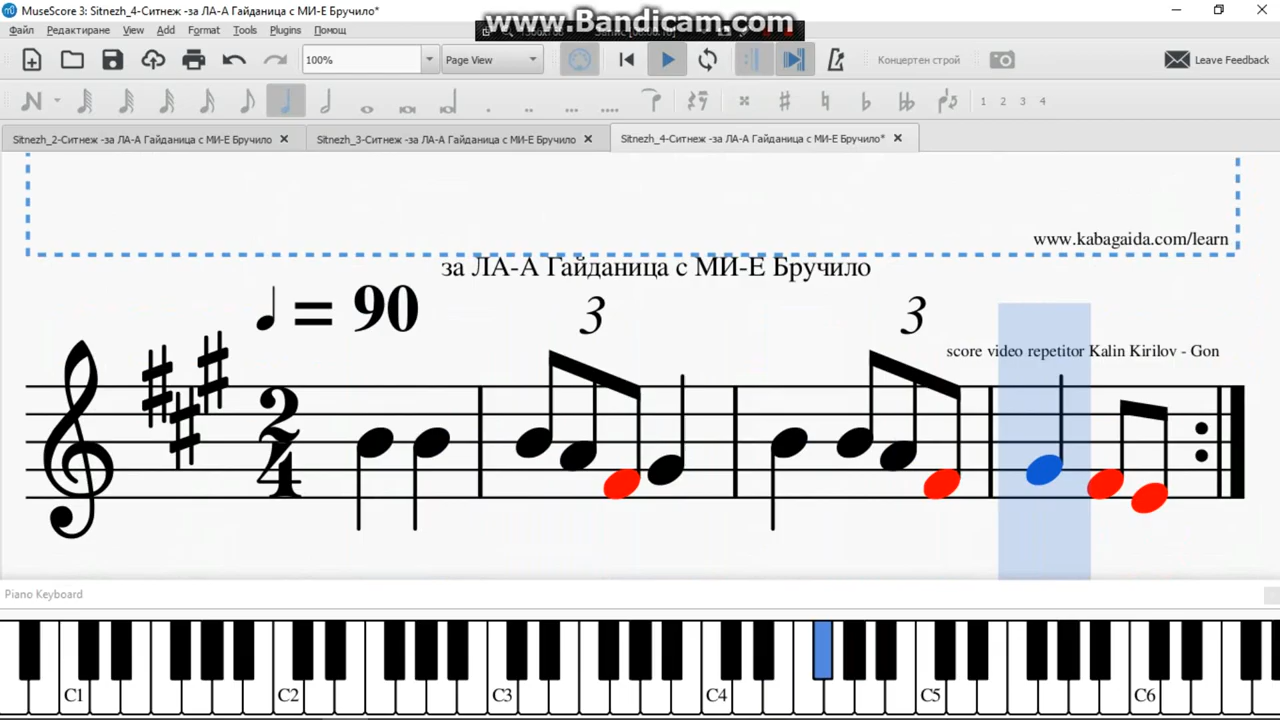 MuseScore 3: Sitnezh_4-Ситнеж -за ЛА-А Гайданица с МИ-Е Бручило*
www.Bandicam.com
Файл Редактиране View Add Format Tools Plugins Помощ
100% Page View Концертен строй Leave Feedback
1 2 3 4
Sitnezh_2-Ситнеж -за ЛА-А Гайданица с МИ-Е Бручило Sitnezh_3-Ситнеж -за ЛА-А Гайданица с МИ-Е Бручило Sitnezh_4-Ситнеж -за ЛА-А Гайданица с МИ-Е Бручило*
www.kabagaida.com/learn
за ЛА-А Гайданица с МИ-Е Бручило
= 90
3 3
score video repetitor Kalin Kirilov - Gon
2
4
Piano Keyboard
C1 C2 C3 C4 C5 C6